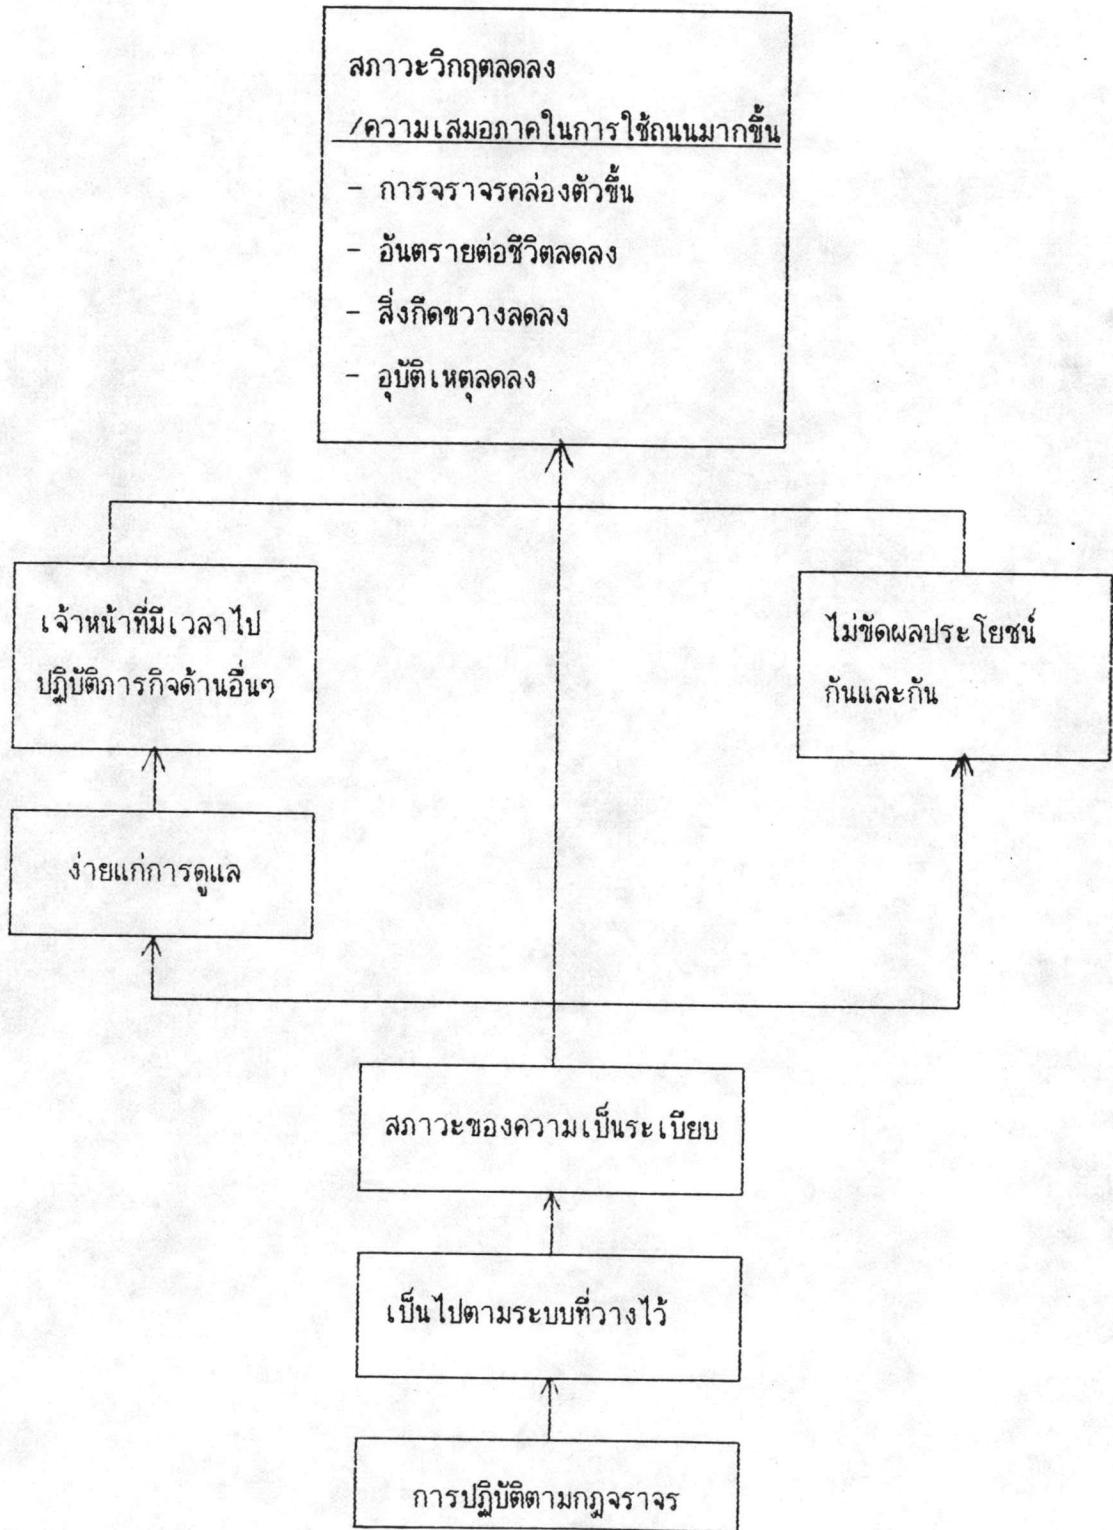 สภาวะวิกฤตลดลง
/ความเสมอภาคในการใช้ถนนมากขึ้น
- การจราจรคล่องตัวขึ้น
- อันตรายต่อชีวิตลดลง
- สิ่งกีดขวางลดลง
- อุบัติเหตุลดลง
เจ้าหน้าที่มีเวลาไป
ปฏิบัติภารกิจด้านอื่นๆ
ไม่ขัดผลประโยชน์
กันและกัน
ง่ายแก่การดูแล
สภาวะของความเป็นระเบียบ
เป็นไปตามระบบที่วางไว้
การปฏิบัติตามกฎจราจร